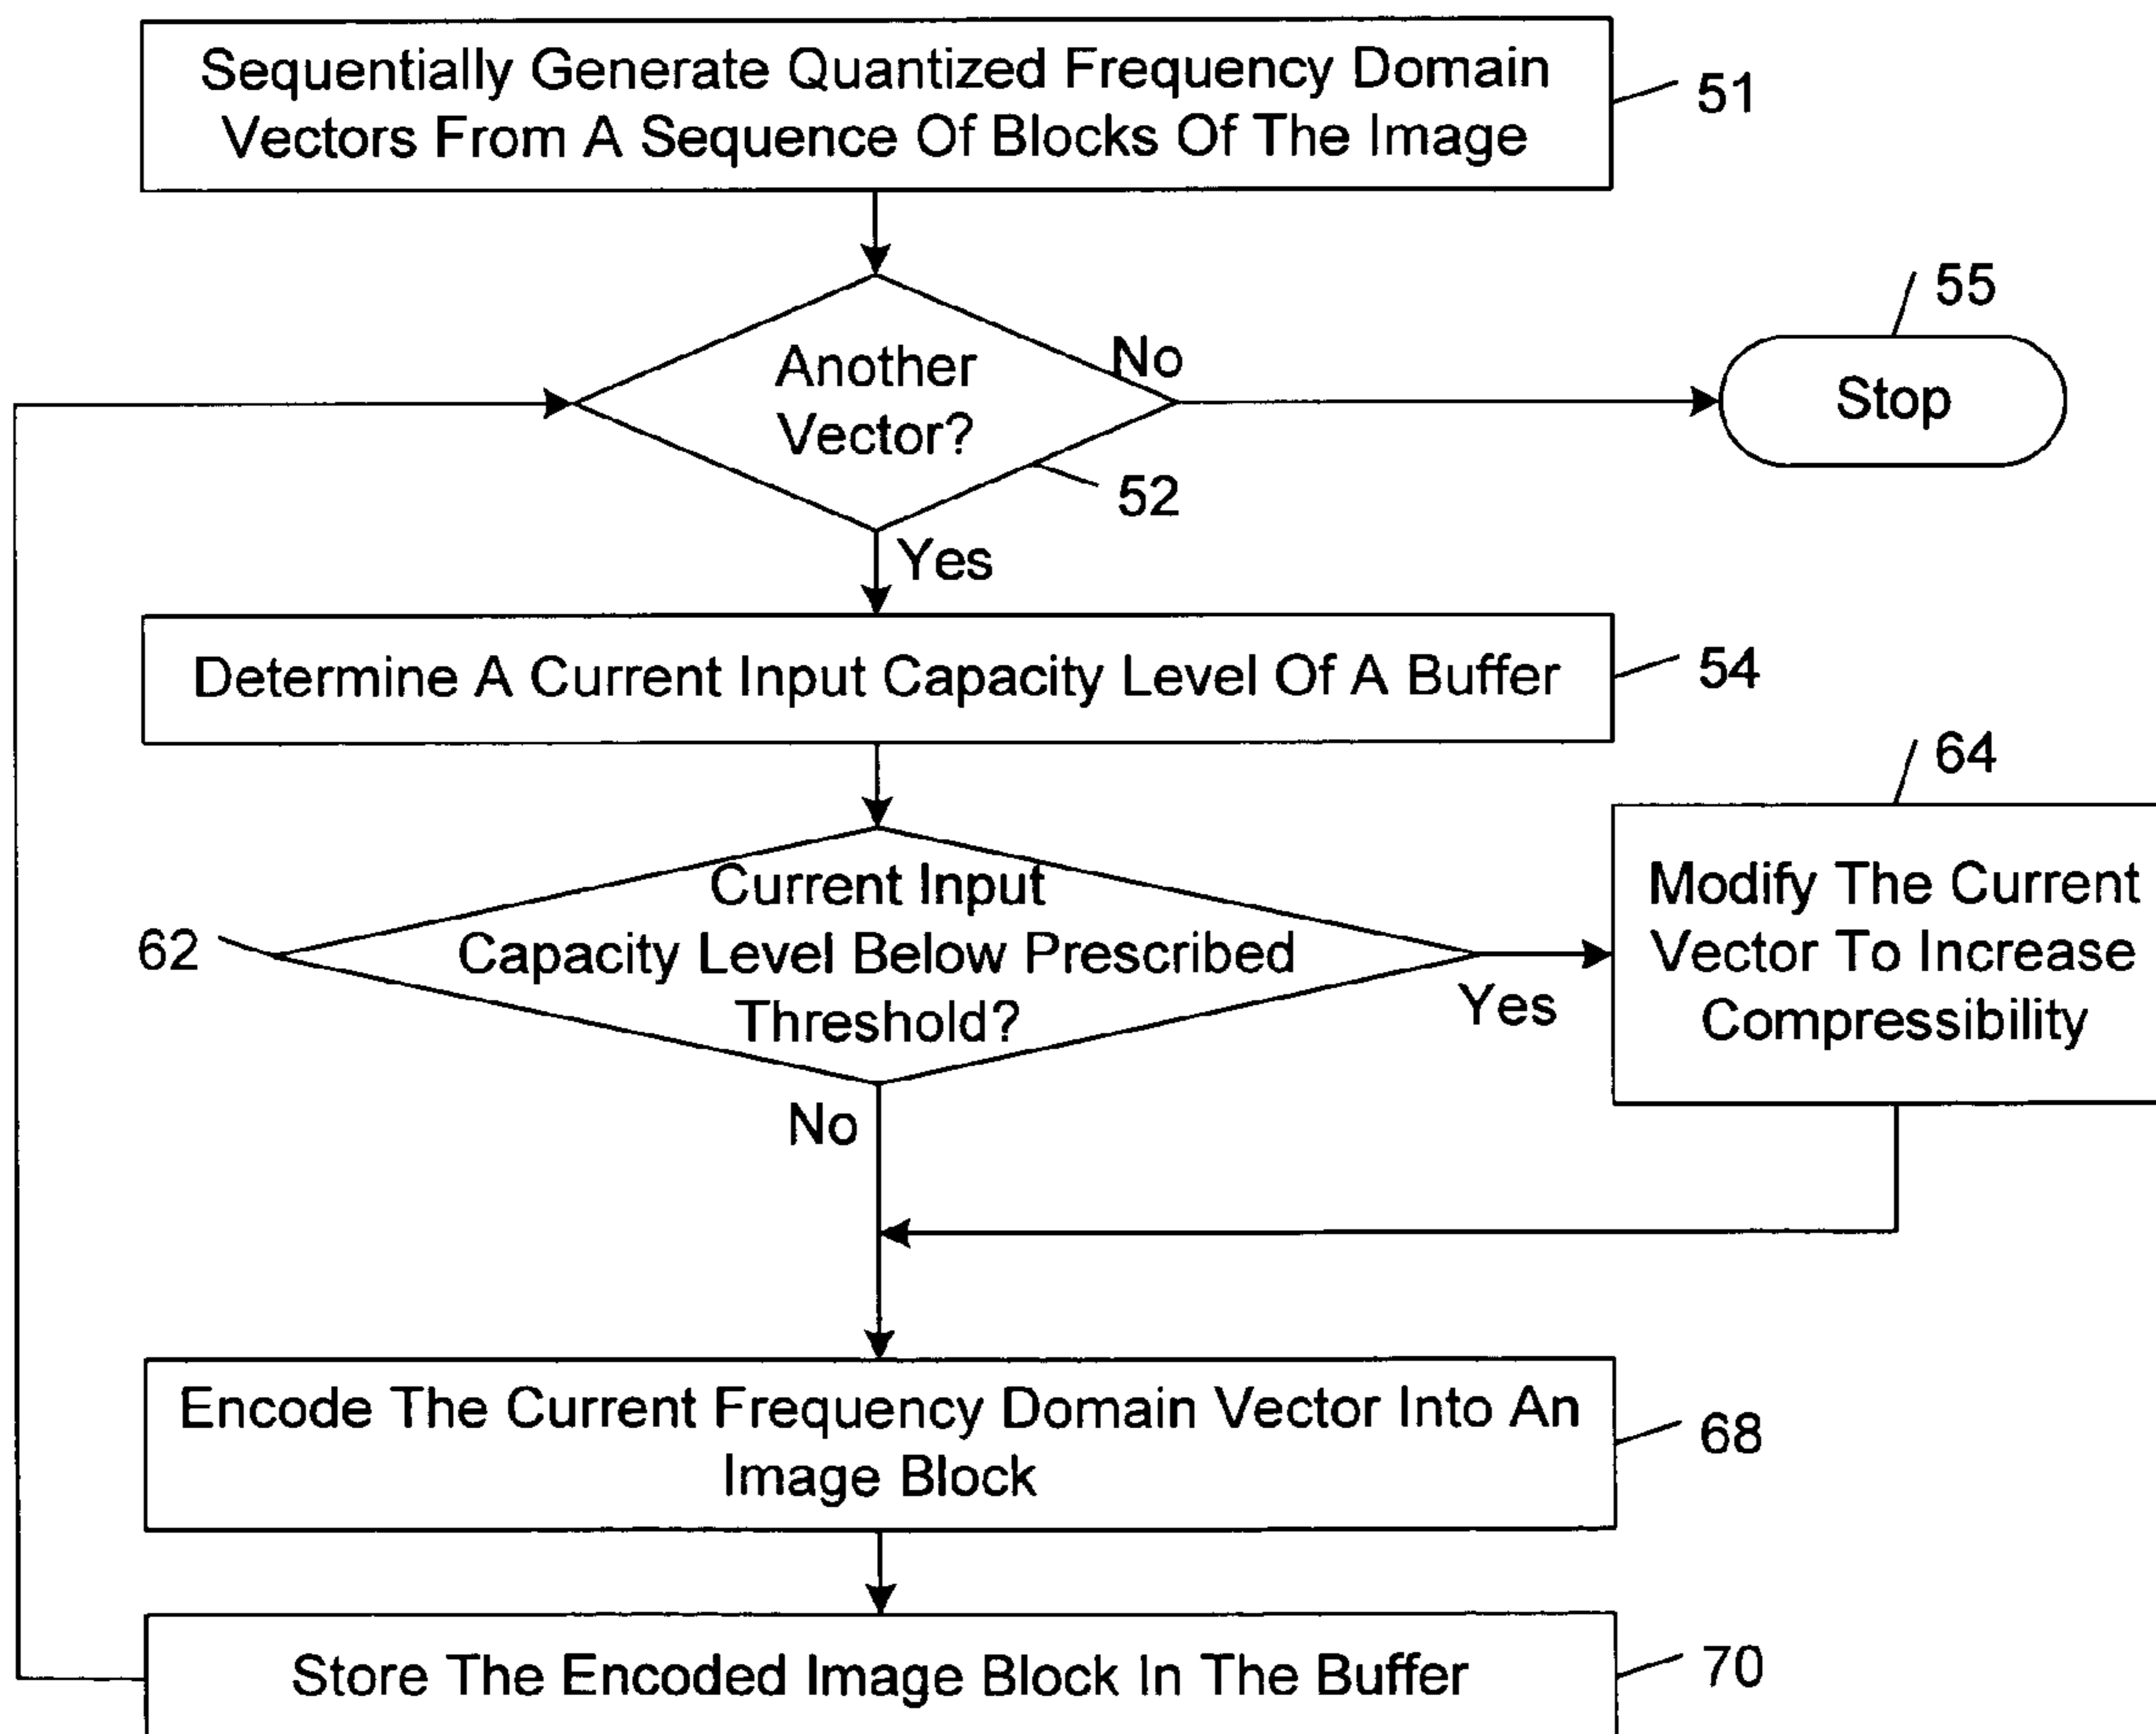 Sequentially Generate Quantized Frequency Domain
Vectors From A Sequence Of Blocks Of The Image
51
55
Another
Vector?
No
Stop
52
Yes
Determine A Current Input Capacity Level Of A Buffer
54
64
Current Input
Capacity Level Below Prescribed
Threshold?
62
Yes
Modify The Current
Vector To Increase
Compressibility
No
Encode The Current Frequency Domain Vector Into An
Image Block
68
Store The Encoded Image Block In The Buffer
70